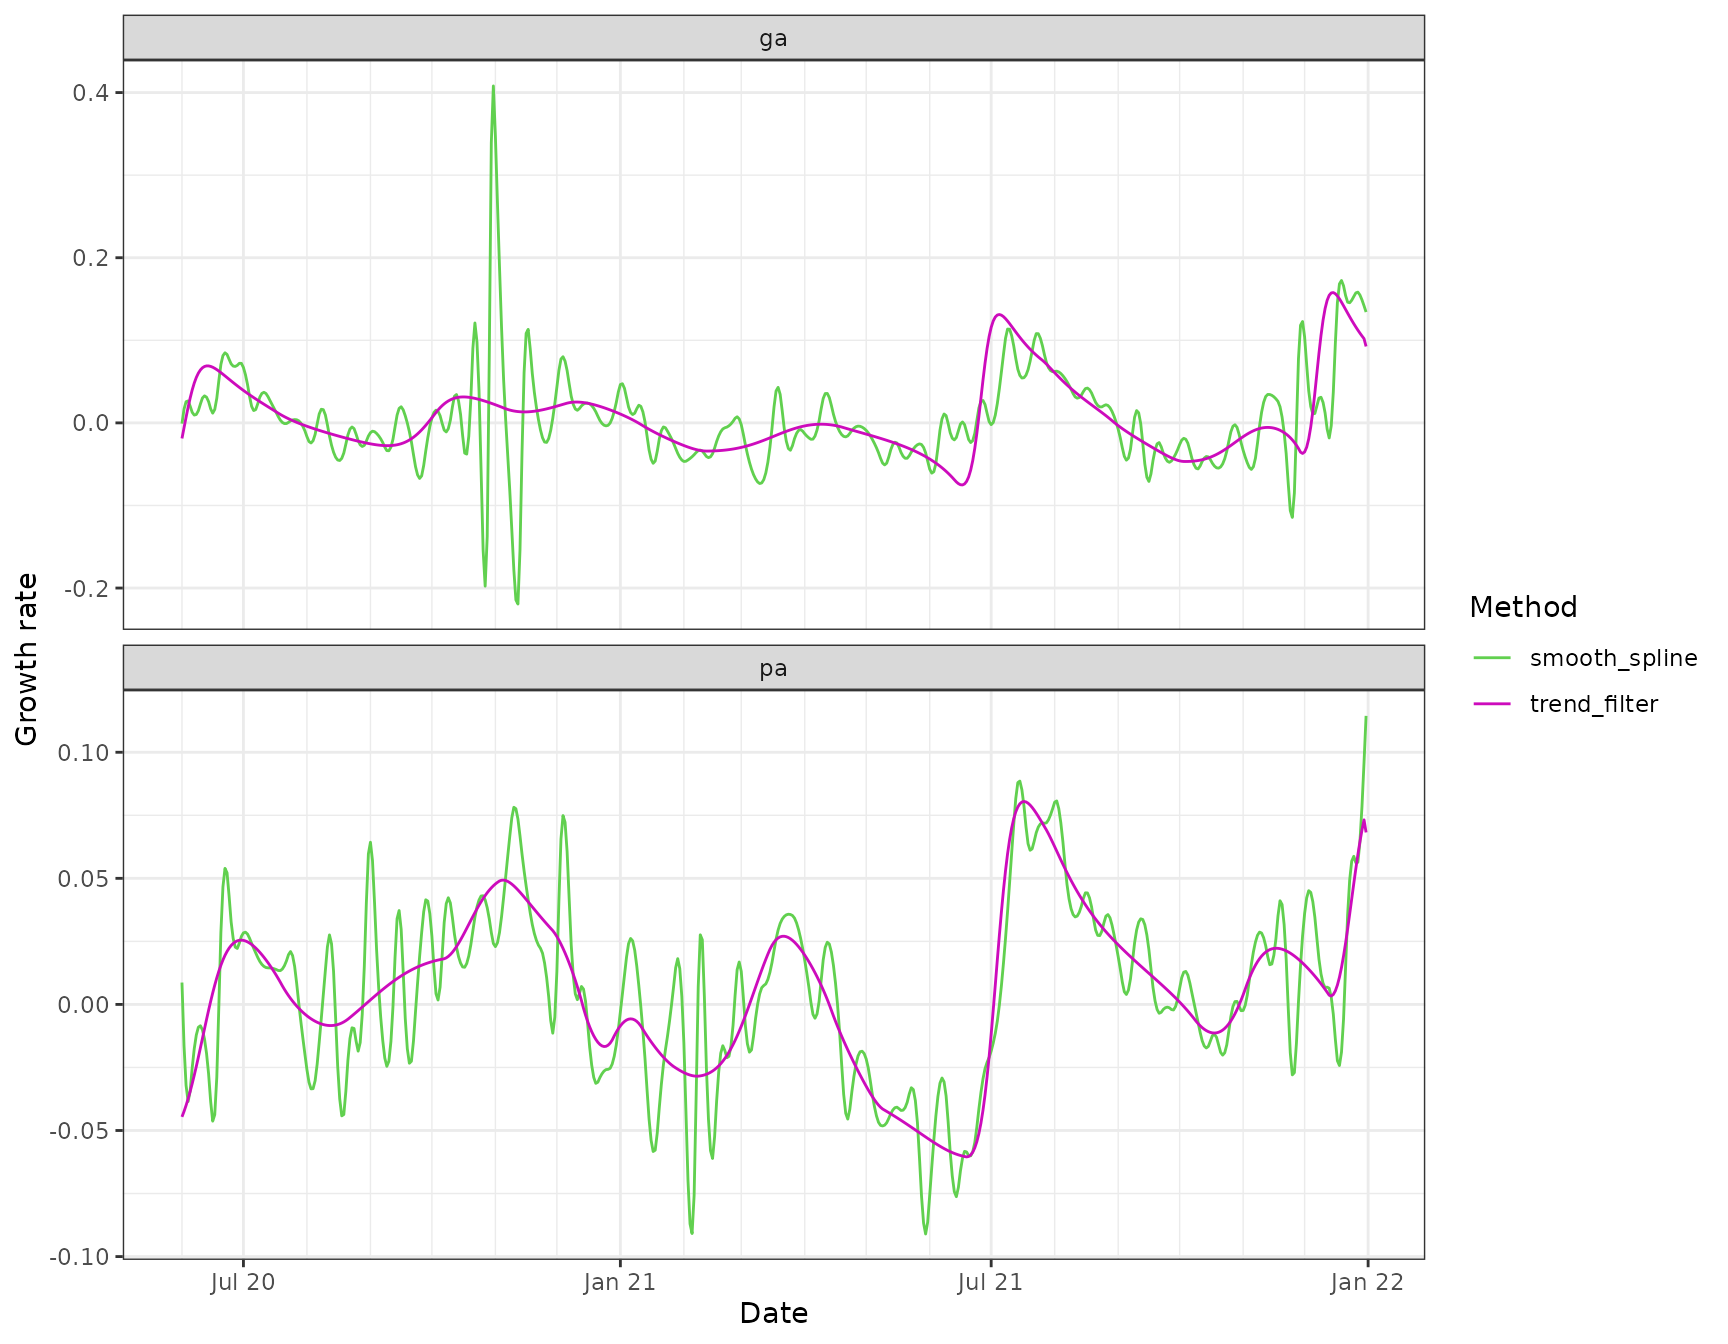 ga
0.4
0.2
0.0
-0.2
pa
0.10
0.05
0.00
-0.05
-0.10
Jul 20
Jan 21
Jul 21
Jan 22
Date
Growth rate
Method
smooth_spline
trend_filter